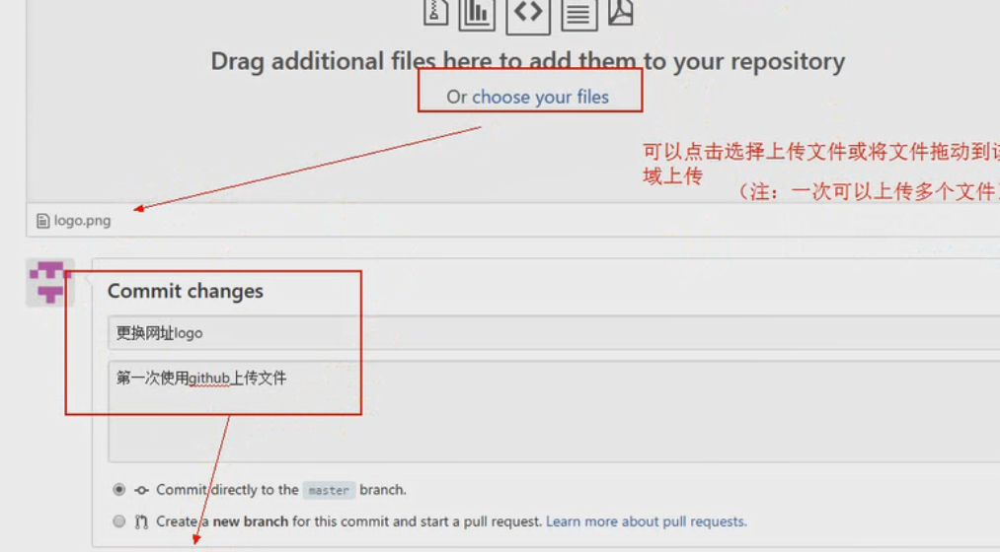 Drag additional files here to add them to your repository
Or choose your files
可以点击选择上传文件或将文件拖动到
域上传
（注：一次可以上传多个文件）
logo.png
Commit changes
更换网址logo
第一次使用github上传文件
Commit directly to the master branch.
Create a new branch for this commit and start a pull request. Learn more about pull requests.